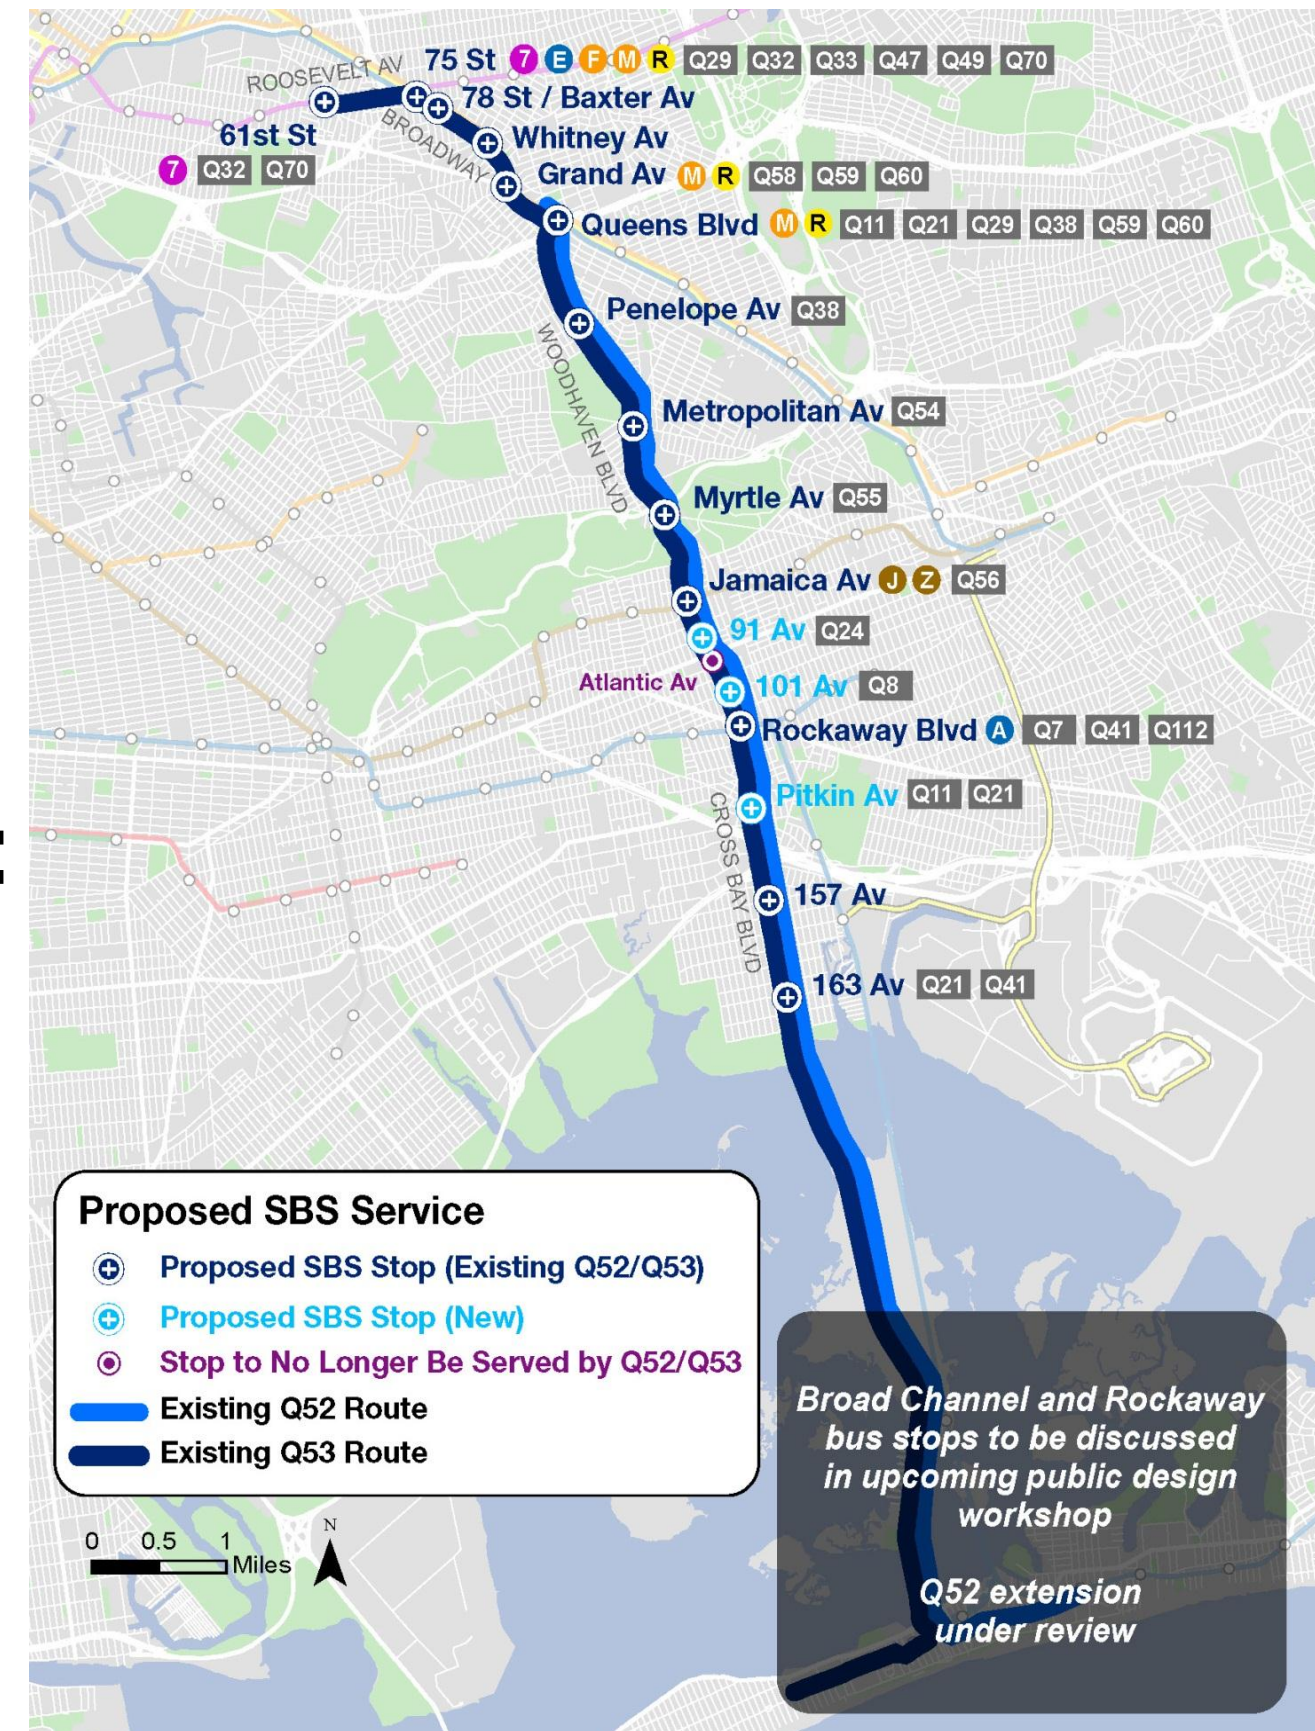 75 St 7 E F M R Q29 Q32 Q33 Q47 Q49 Q70
ROOSEVELT AV
78 St / Baxter Av
61st St
7 Q32 Q70
BROADWAY
Whitney Av
Grand Av M R Q58 Q59 Q60
Queens Blvd M R Q11 Q21 Q29 Q38 Q59 Q60
Penelope Av Q38
WOODHAVEN BLVD
Metropolitan Av Q54
Myrtle Av Q55
Jamaica Av J Z Q56
91 Av Q24
Atlantic Av
101 Av Q8
Rockaway Blvd A Q7 Q41 Q112
Pitkin Av Q11 Q21
CROSS BAY BLVD
157 Av
163 Av Q21 Q41
Proposed SBS Service
Proposed SBS Stop (Existing Q52/Q53)
Proposed SBS Stop (New)
Stop to No Longer Be Served by Q52/Q53
Existing Q52 Route
Existing Q53 Route
0 0.5 1
Miles
N
Broad Channel and Rockaway
bus stops to be discussed
in upcoming public design
workshop
Q52 extension
under review